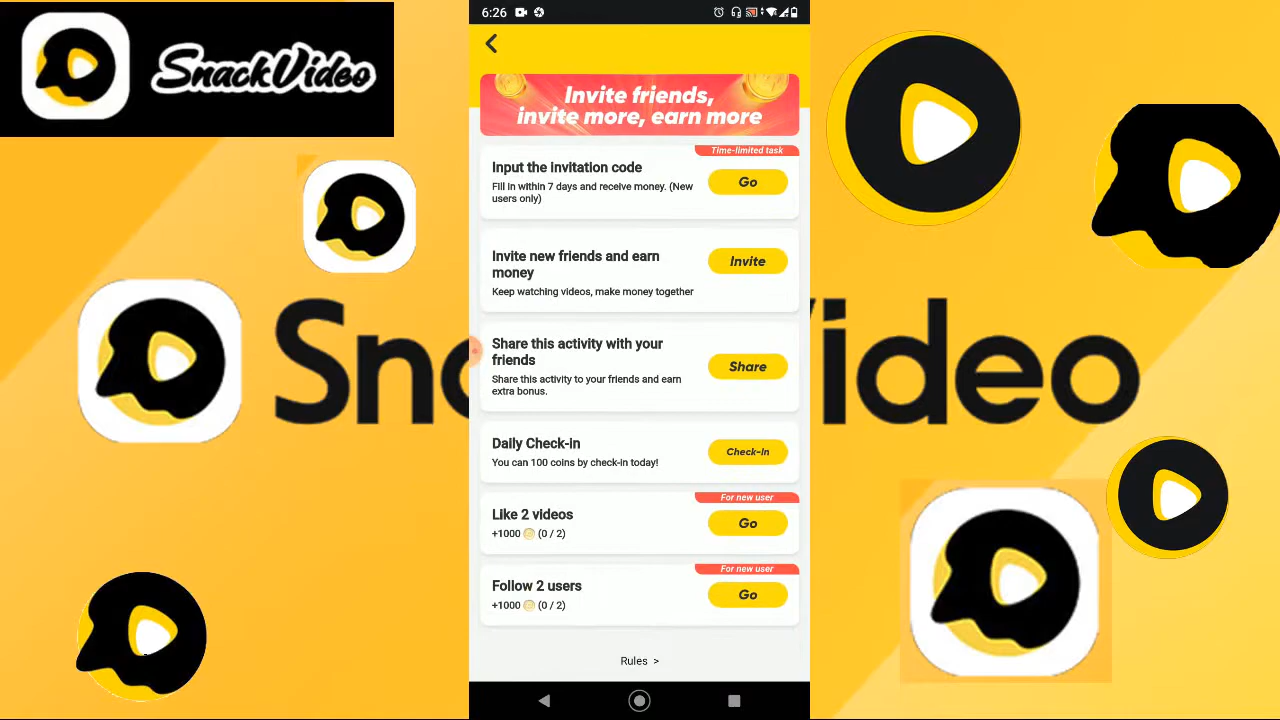 SnackVideo
6:26
Invite friends,
invite more, earn more
Time-limited task
Input the invitation code
Go
Fill in within 7 days and receive money. (New
users only)
Invite new friends and earn
money
Invite
Keep watching videos, make money together
Share this activity with your
friends
Share
Share this activity to your friends and earn
extra bonus.
Sna
Video
Daily Check-in
Check-In
You can 100 coins by check-in today!
For new user
Like 2 videos
Go
+1000 (0 / 2)
For new user
Follow 2 users
Go
+1000 (0 / 2)
Rules >